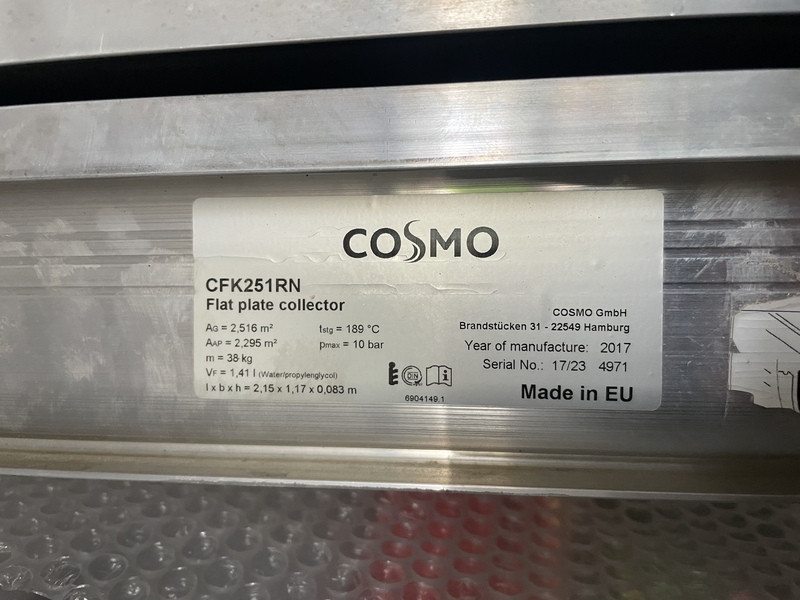 COSMO
CFK251RN
Flat plate collector
AG = 2,516 m²
tstg = 189 °C
AAP = 2,295 m²
pmax = 10 bar
m = 38 kg
VF = 1,41 l (Water/propylenglycol)
l x b x h = 2,15 x 1,17 x 0,083 m
COSMO GmbH
Brandstücken 31 - 22549 Hamburg
Year of manufacture: 2017
Serial No.: 17/23 4971
DIN
i
6904149.1
Made in EU